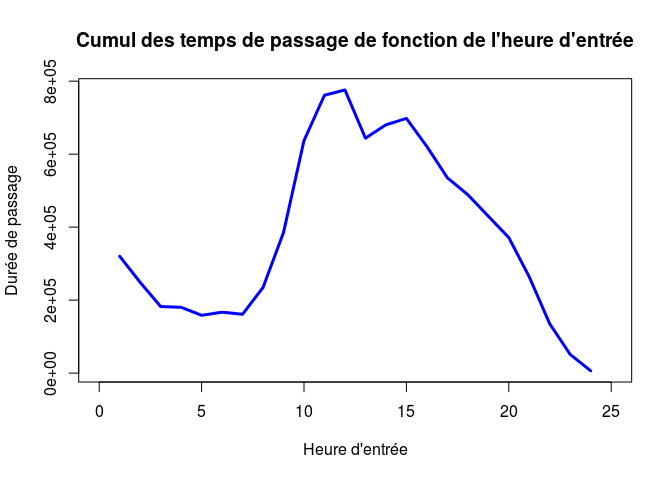 Cumul des temps de passage de fonction de l'heure d'entrée
8e+05
6e+05
4e+05
2e+05
0e+00
Durée de passage
0 5 10 15 20 25
Heure d'entrée